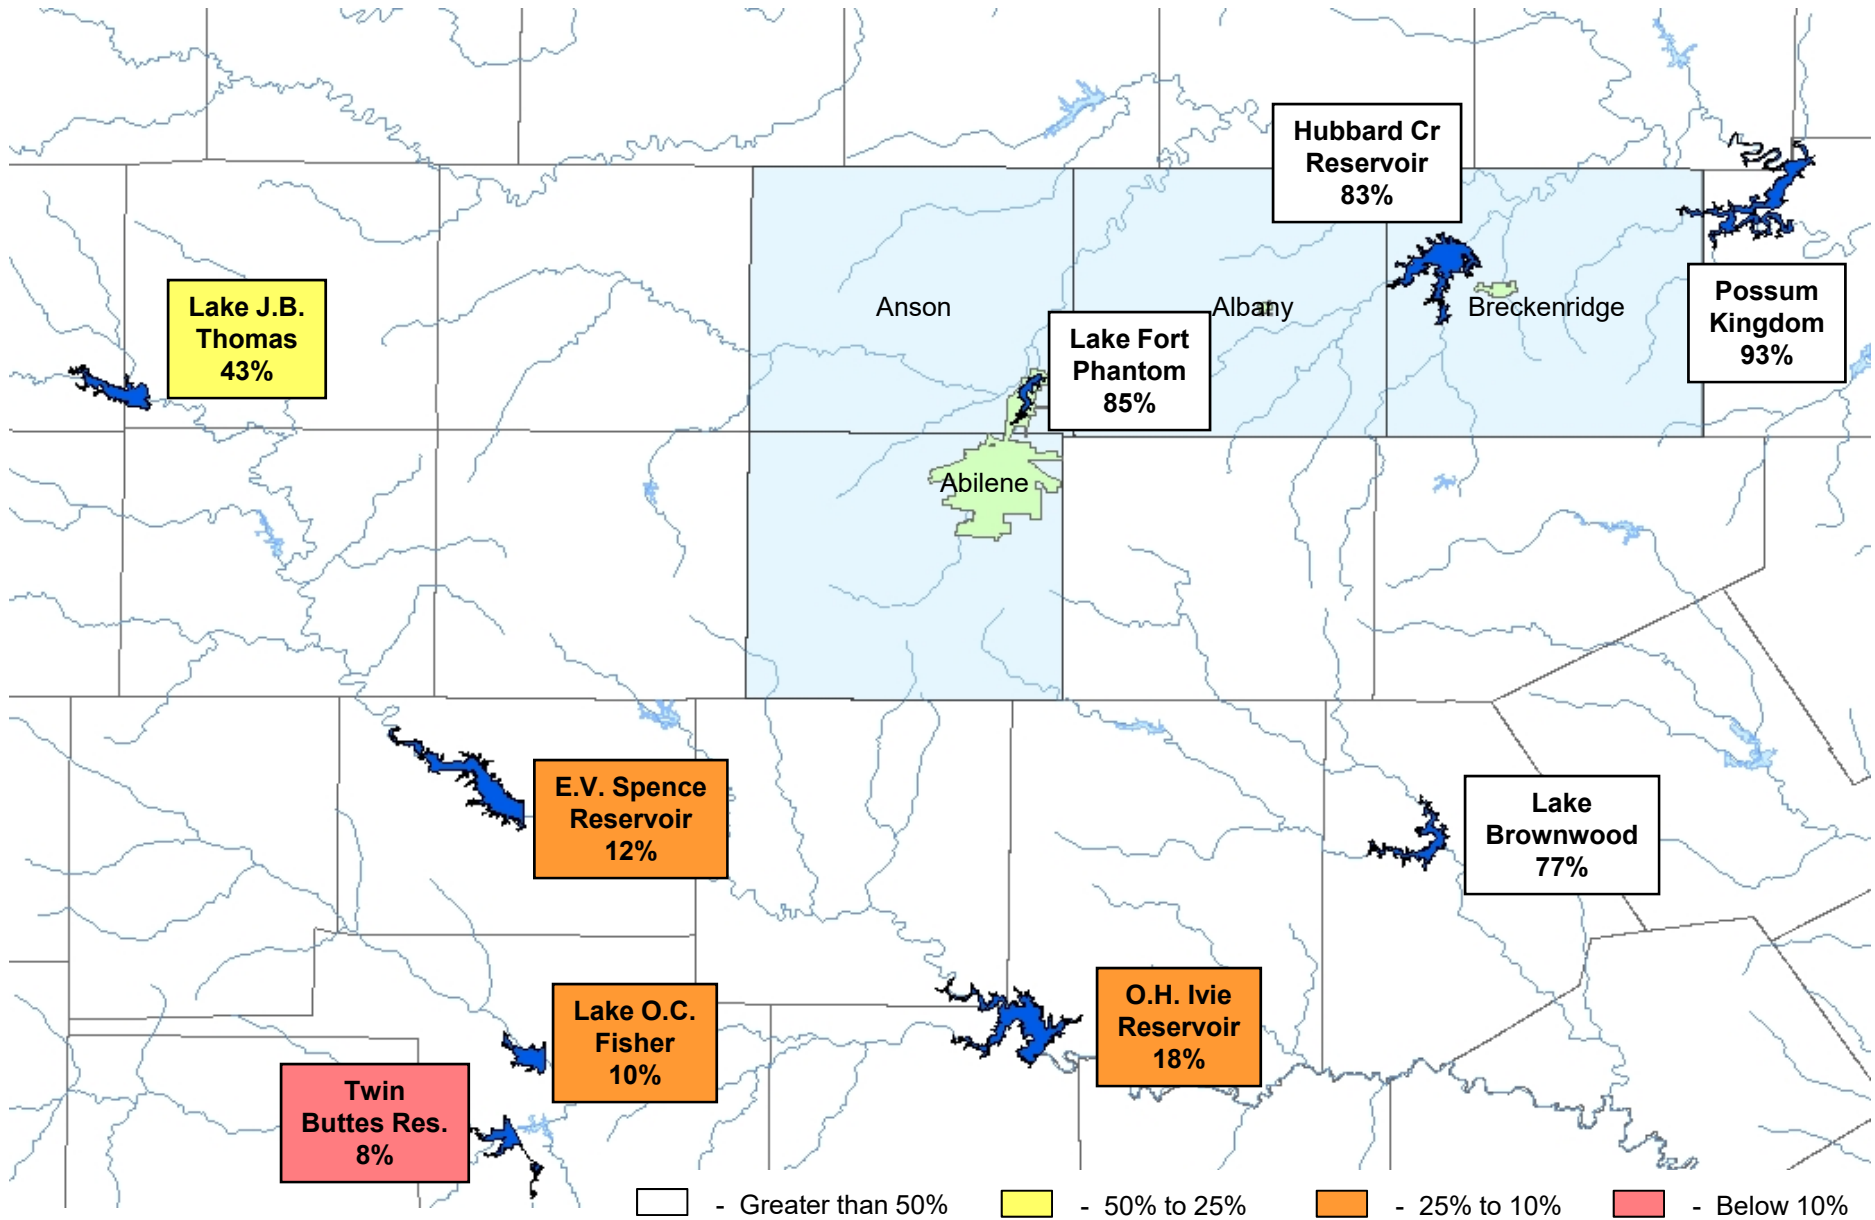 Hubbard Cr
Reservoir
83%
Lake J.B.
Thomas
43%
Anson
Albany
Breckenridge
Possum
Kingdom
93%
Lake Fort
Phantom
85%
Abilene
E.V. Spence
Reservoir
12%
Lake
Brownwood
77%
Lake O.C.
Fisher
10%
O.H. Ivie
Reservoir
18%
Twin
Buttes Res.
8%
- Greater than 50%
- 50% to 25%
- 25% to 10%
- Below 10%